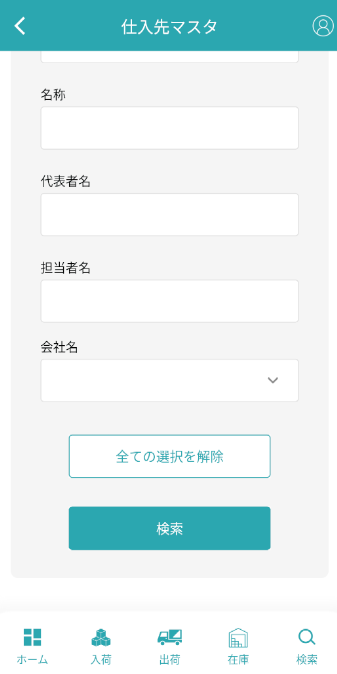 仕入先マスタ
名称
代表者名
担当者名
会社名
全ての選択を解除
検索
ホーム
入荷
出荷
在庫
検索